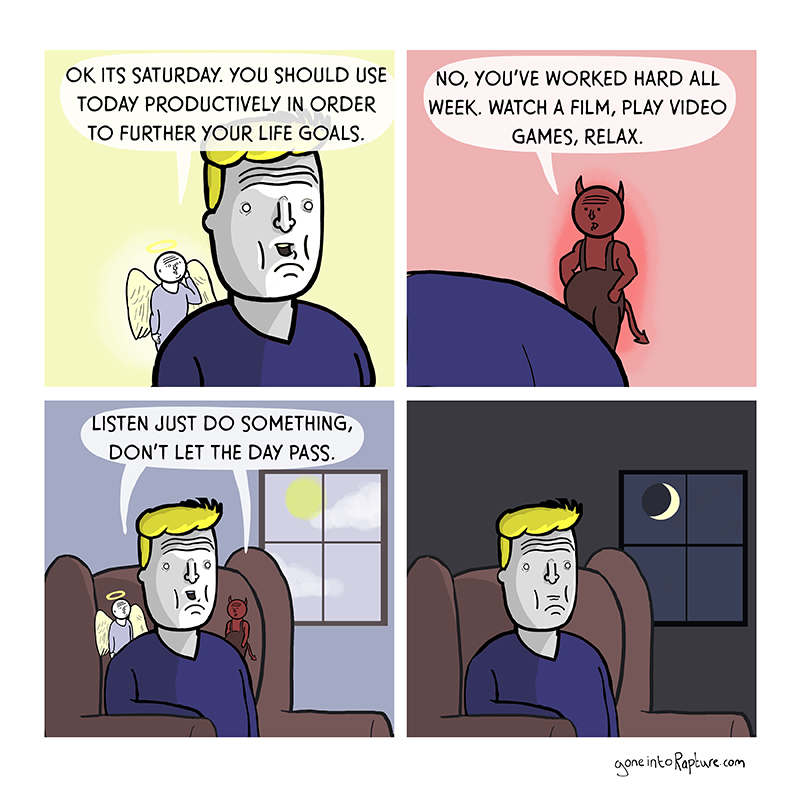 OK ITS SATURDAY. YOU SHOULD USE
TODAY PRODUCTIVELY IN ORDER
TO FURTHER YOUR LIFE GOALS.
NO, YOU'VE WORKED HARD ALL
WEEK. WATCH A FILM, PLAY VIDEO
GAMES, RELAX.
LISTEN JUST DO SOMETHING,
DON'T LET THE DAY PASS.
gone into Rapture.com